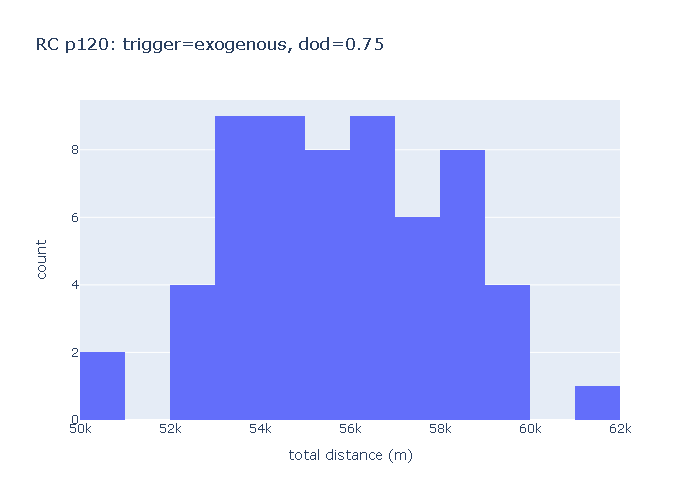 RC p120: trigger=exogenous, dod=0.75
8
6
4
2
0
50k 52k 54k 56k 58k 60k 62k
count
total distance (m)